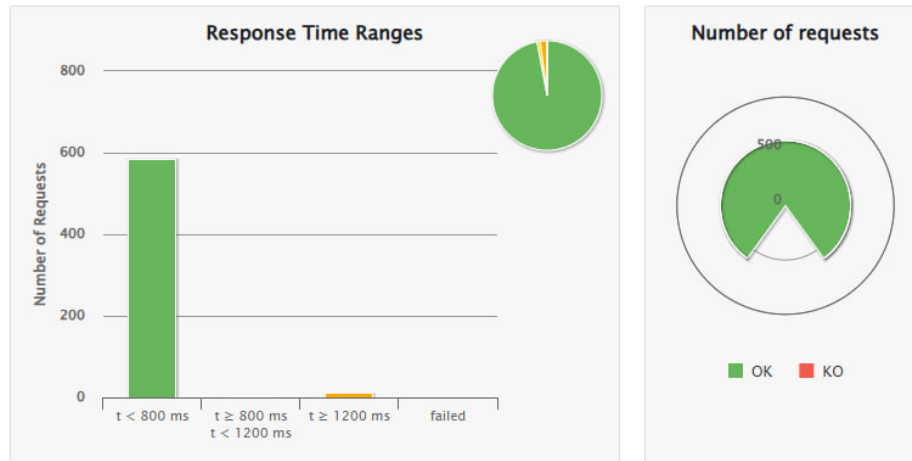 Response Time Ranges
Number of Requests
800
600
400
200
0
t < 800 ms
t ≥ 800 ms
t < 1200 ms
t ≥ 1200 ms
failed
Number of requests
500
0
OK
KO